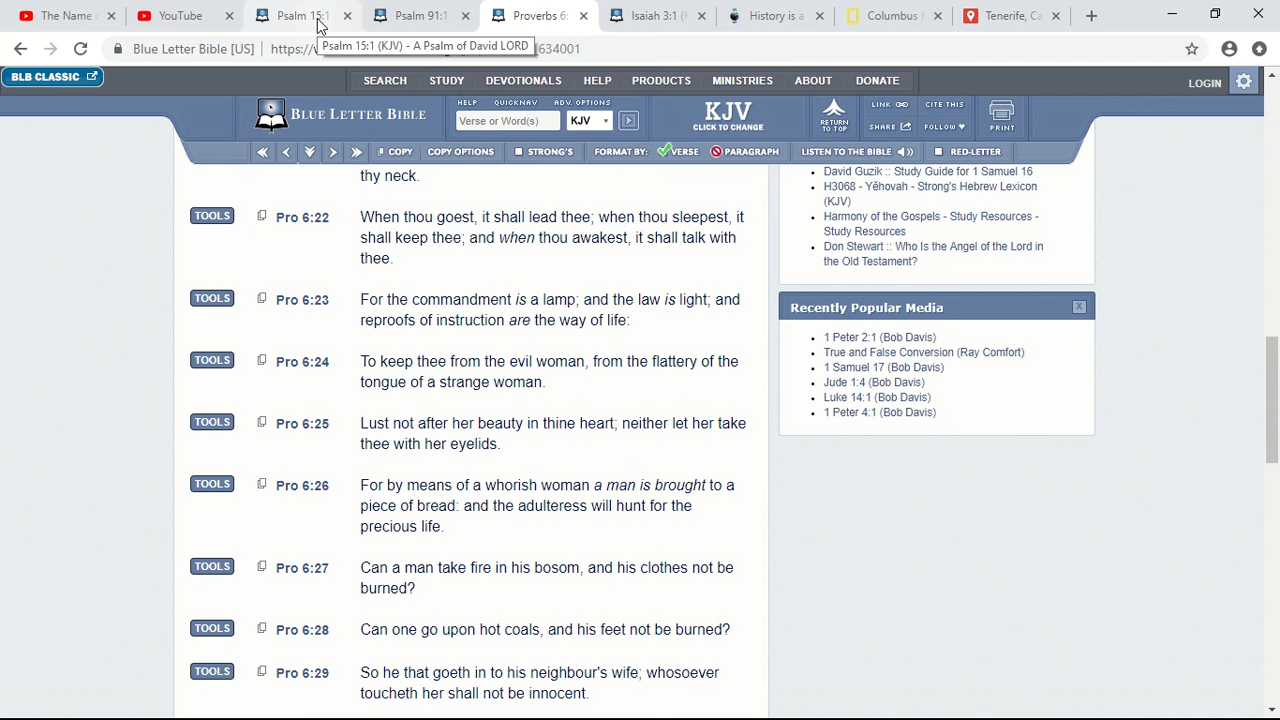 The Name
YouTube
Psalm 15:1
Psalm 91:1
Proverbs 6:
Isaiah 3:1 (
History is a
Columbus
Tenerife, Ca
Blue Letter Bible [US]
https://w
634001
Psalm 15:1 (KJV) - A Psalm of David LORD
BLB CLASSIC
SEARCH STUDY DEVOTIONALS HELP PRODUCTS MINISTRIES ABOUT DONATE
LOGIN
BLUE LETTER BIBLE
HELP QUICKNAV ADV. OPTIONS
Verse or Word(s)
KJV
KJV
CLICK TO CHANGE
RETURN
TO TOP
LINK CITE THIS
SHARE FOLLOW
PRINT
COPY COPY OPTIONS STRONG'S FORMAT BY: VERSE PARAGRAPH LISTEN TO THE BIBLE RED-LETTER
thy neck.
TOOLS Pro 6:22 When thou goest, it shall lead thee; when thou sleepest, it
shall keep thee; and when thou awakest, it shall talk with
thee.
TOOLS Pro 6:23 For the commandment is a lamp; and the law is light; and
reproofs of instruction are the way of life:
TOOLS Pro 6:24 To keep thee from the evil woman, from the flattery of the
tongue of a strange woman.
TOOLS Pro 6:25 Lust not after her beauty in thine heart; neither let her take
thee with her eyelids.
TOOLS Pro 6:26 For by means of a whorish woman a man is brought to a
piece of bread: and the adulteress will hunt for the
precious life.
TOOLS Pro 6:27 Can a man take fire in his bosom, and his clothes not be
burned?
TOOLS Pro 6:28 Can one go upon hot coals, and his feet not be burned?
TOOLS Pro 6:29 So he that goeth in to his neighbour's wife; whosoever
toucheth her shall not be innocent.
David Guzik :: Study Guide for 1 Samuel 16
H3068 - Yĕhovah - Strong's Hebrew Lexicon
(KJV)
Harmony of the Gospels - Study Resources -
Study Resources
Don Stewart :: Who Is the Angel of the Lord in
the Old Testament?
Recently Popular Media
X
1 Peter 2:1 (Bob Davis)
True and False Conversion (Ray Comfort)
1 Samuel 17 (Bob Davis)
Jude 1:4 (Bob Davis)
Luke 14:1 (Bob Davis)
1 Peter 4:1 (Bob Davis)